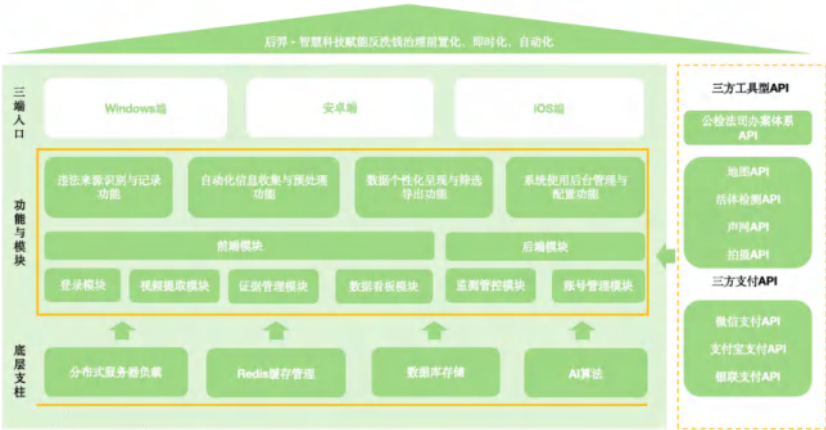 后羿 - 智慧科技赋能反洗钱治理前置化、即时化、自动化
三端入口
Windows端
安卓端
iOS端
功能与模块
违法来源识别与记录
功能
自动化信息收集与预处理
功能
数据个性化呈现与筛选
导出功能
系统使用后台管理与
配置功能
前端模块
后端模块
登录模块
视频提取模块
证据管理模块
数据看板模块
监测管控模块
账号管理模块
底层支柱
分布式服务器负载
Redis缓存管理
数据库存储
AI算法
三方工具型API
公检法司办案体系
API
地图API
活体检测API
声网API
拍摄API
三方支付API
微信支付API
支付宝支付API
银联支付API